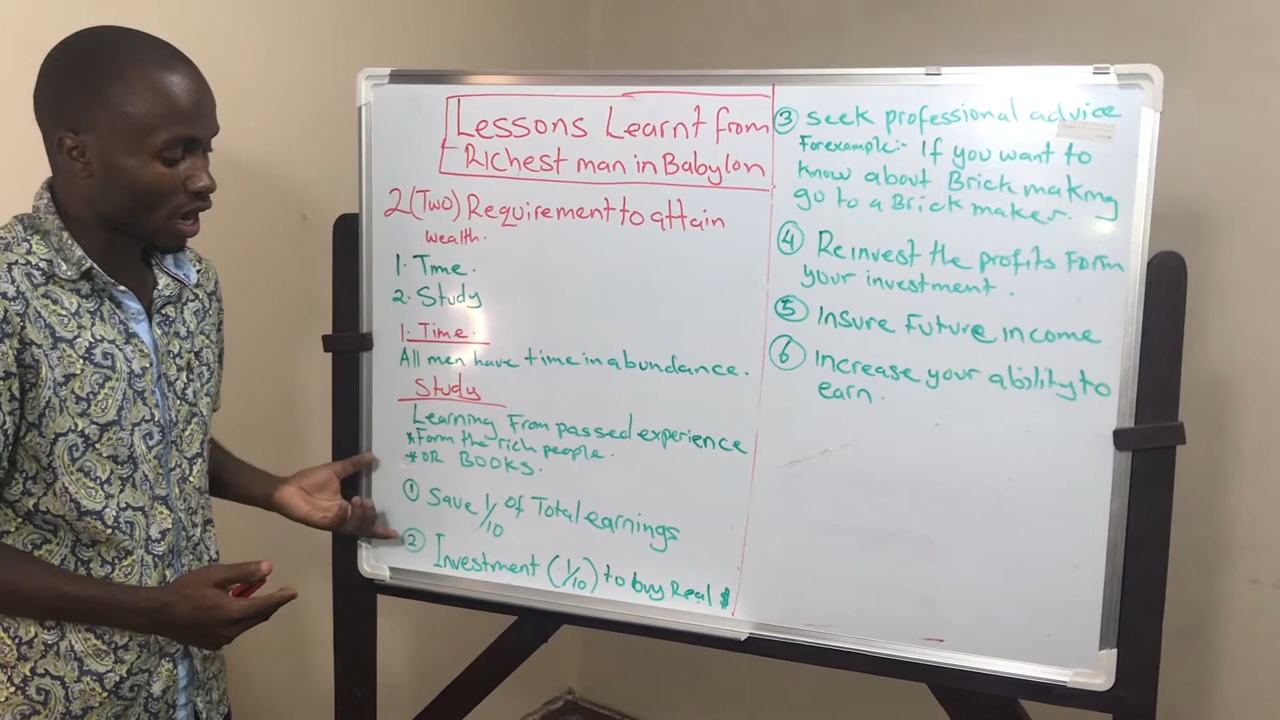 Lessons Learnt from
Richest man in Babylon
2 (Two) Requirement to attain
wealth.
1. Tme.
2. Study
1. Time.
All men have time in abundance.
Study
Learning From passed experience
*Form the rich people.
*OR BOOKS.
① Save 1/10 of Total earnings
② Investment (1/10) to buy Real $
③ seek professional advice
For example:- If you want to
know about Brick making
go to a Brick maker.
④ Reinvest the profits Form
your investment.
⑤ Insure Future income
⑥ Increase your ability to
earn.